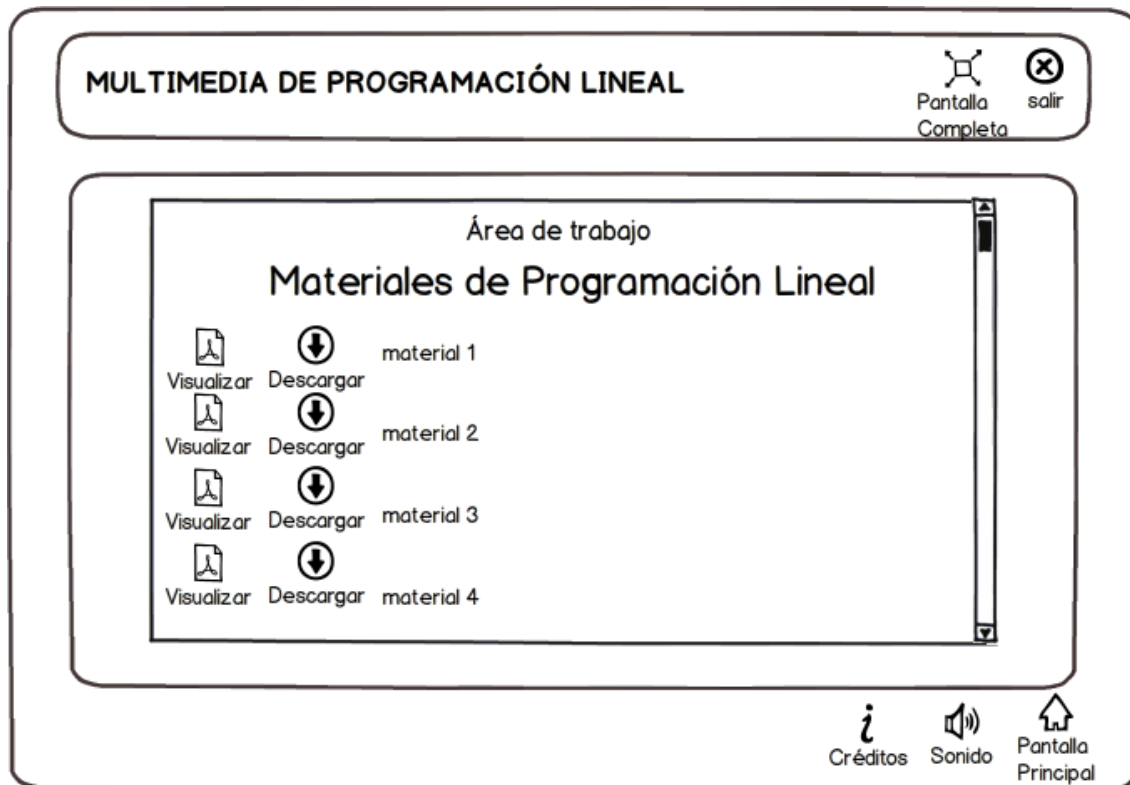 MULTIMEDIA DE PROGRAMACIÓN LINEAL
Pantalla
Completa
salir
Área de trabajo
Materiales de Programación Lineal
Visualizar Descargar material 1
Visualizar Descargar material 2
Visualizar Descargar material 3
Visualizar Descargar material 4
Créditos
Sonido
Pantalla
Principal